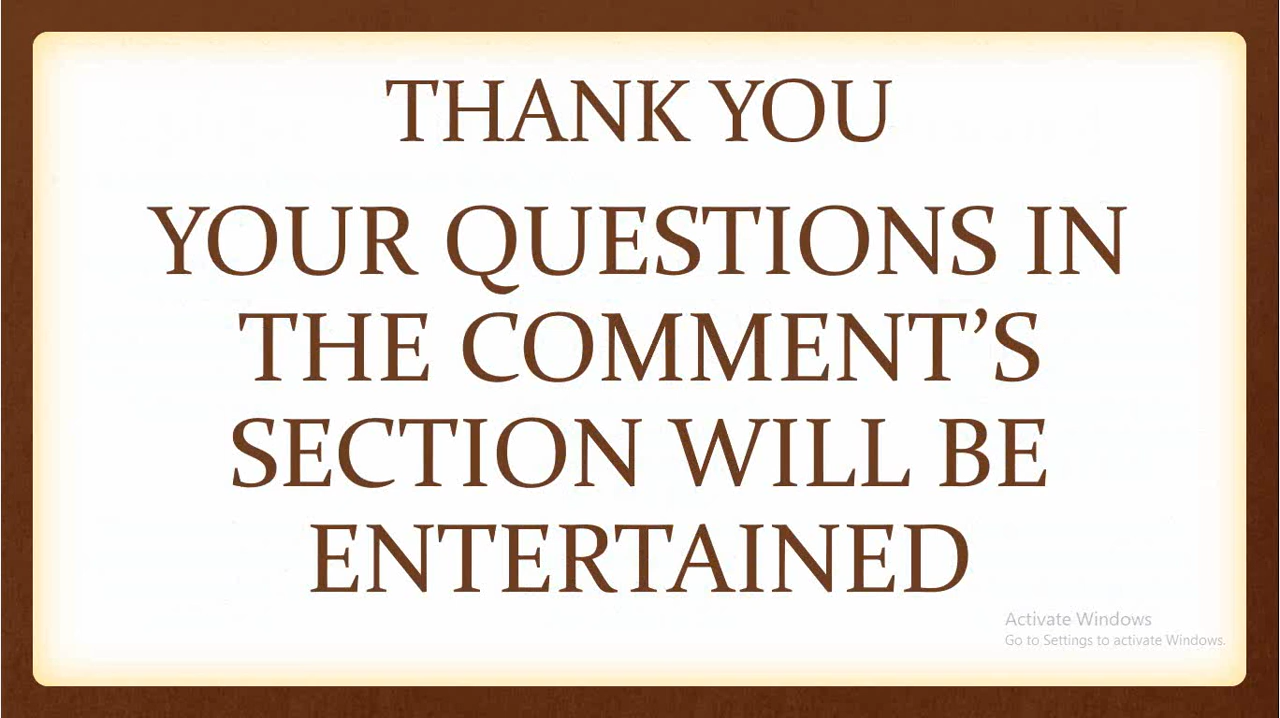 THANK YOU
YOUR QUESTIONS IN
THE COMMENT’S
SECTION WILL BE
ENTERTAINED
Activate Windows
Go to Settings to activate Windows.